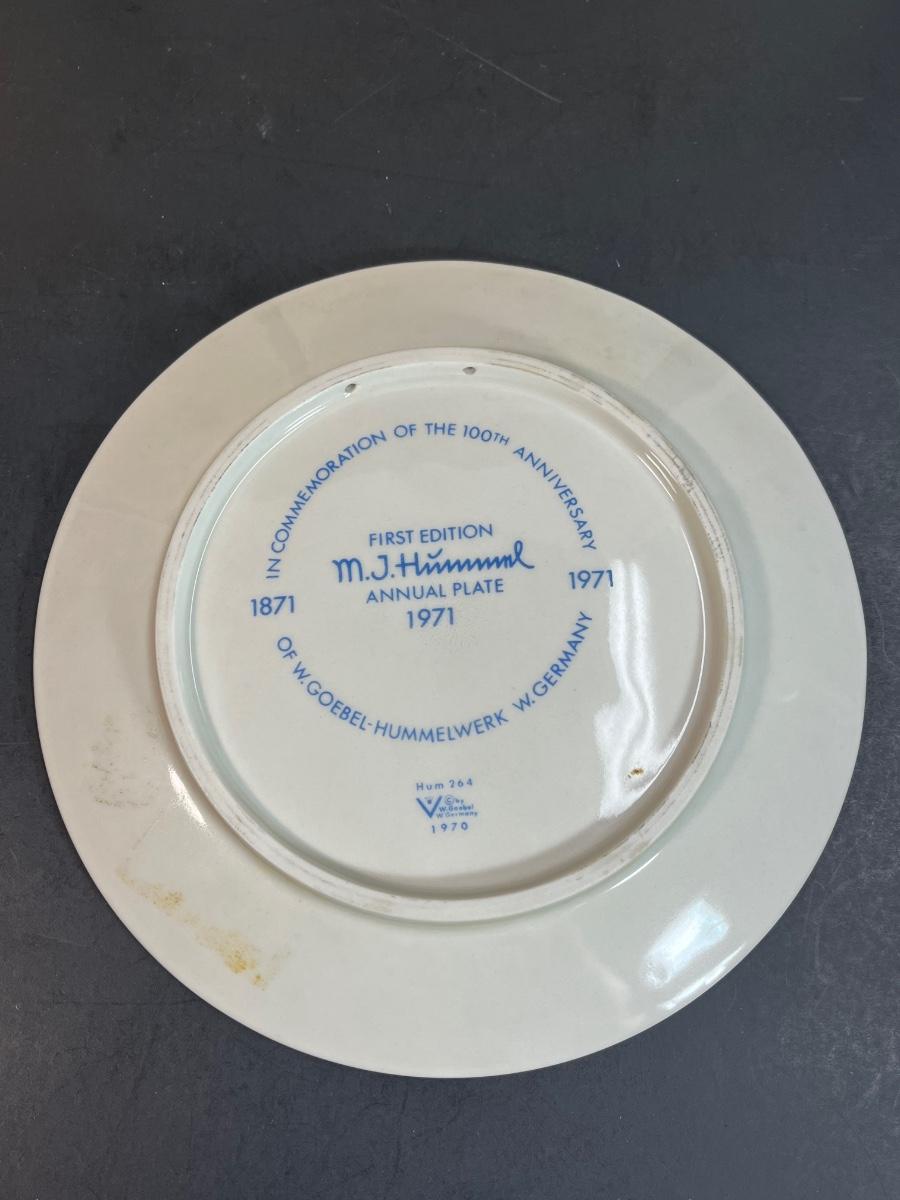 IN COMMEMORATION OF THE 100TH ANNIVERSARY
FIRST EDITION
M.J.Hummel
ANNUAL PLATE
1971
1871
1971
OF W. GOEBEL-HUMMELWERK W. GERMANY
Hum 264
© by
W. Goebel
W. Germany
1970